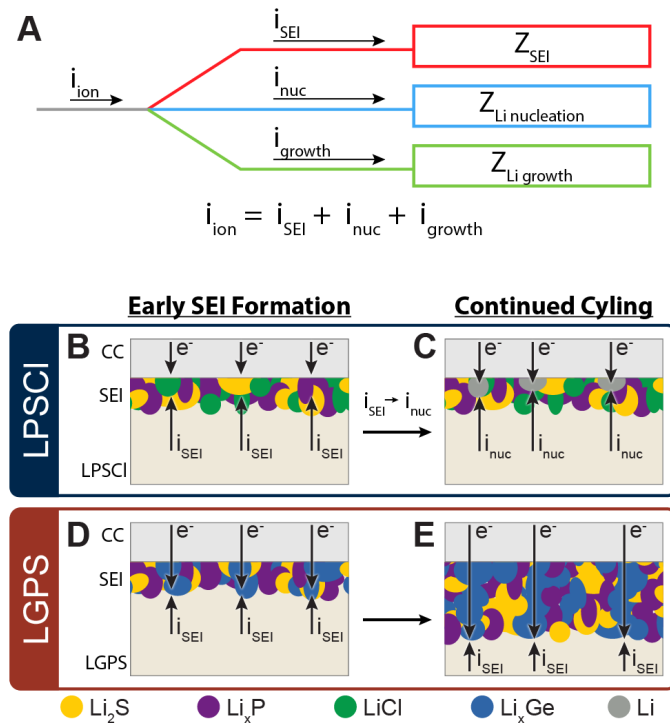 A
i_SEI
Z_SEI
i_ion
i_nuc
Z_Li nucleation
i_growth
Z_Li growth
i_ion = i_SEI + i_nuc + i_growth
Early SEI Formation
Continued Cyling
LPSCl
B
CC
e-
e-
e-
SEI
i_SEI
i_SEI
i_SEI
LPSCl
i_SEI → i_nuc
C
e-
e-
e-
i_nuc
i_nuc
i_nuc
LGPS
D
CC
e-
e-
e-
SEI
i_SEI
i_SEI
i_SEI
LGPS
E
e-
e-
e-
i_SEI
i_SEI
i_SEI
Li2S
LixP
LiCl
LixGe
Li